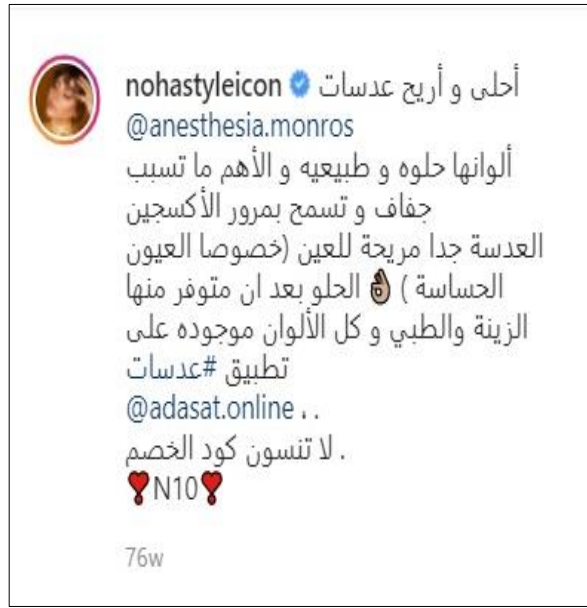 nohastyleicon أحلى و أريح عدسات
@anesthesia.monros
ألوانها حلوه و طبيعيه و الأهم ما تسبب
جفاف و تسمح بمرور الأكسجين
العدسة جدا مريحة للعين (خصوصا العيون
الحساسة ) 👌🏽 الحلو بعد ان متوفر منها
الزينة والطبي و كل الألوان موجوده على
تطبيق #عدسات
@adasat.online ، .
لا تنسون كود الخصم .
❣️N10❣️
76w